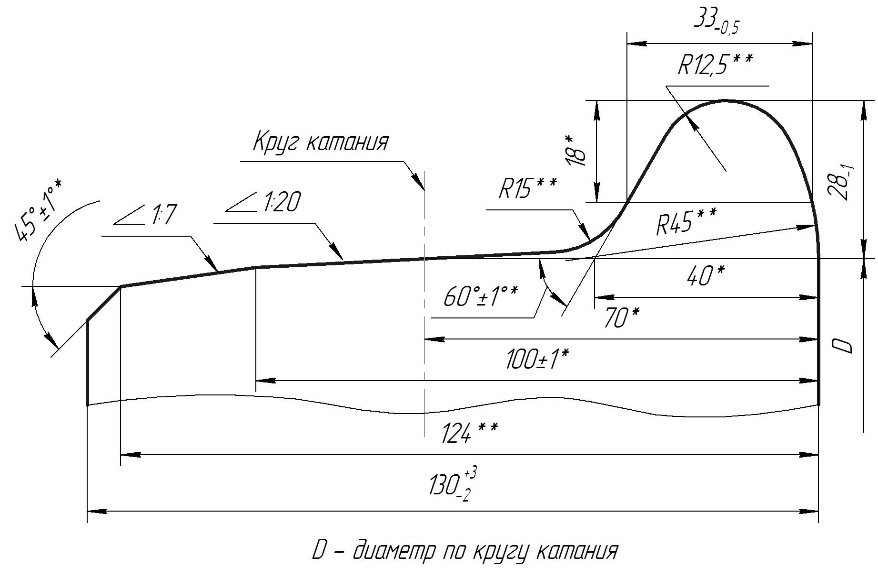 33₋₀,₅
R12,5**
Круг катания
18*
28₋₁
45°±1°*
∠ 1:7
∠ 1:20
R15**
R45**
60°±1°*
40*
70*
100±1*
D
124**
130₋₂⁺³
D – диаметр по кругу катания